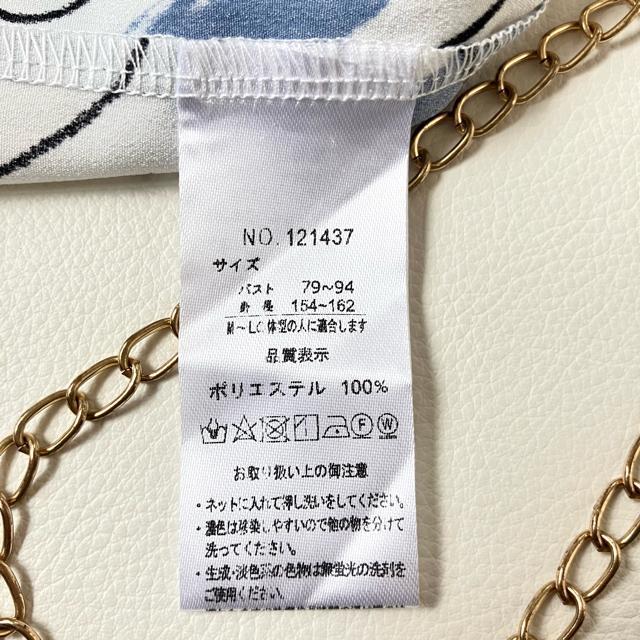 NO. 121437
サイズ
バスト 79~94
身長 154~162
M~LO体型の人に適合します
品質表示
ポリエステル 100%
F W
お取り扱い上の御注意
・ネットに入れて押し洗いをしてください。
・濃色は移染しやすいので他の物を分けて
洗ってください。
・生成・淡色系の色物は無蛍光の洗剤を
ご使用ください。